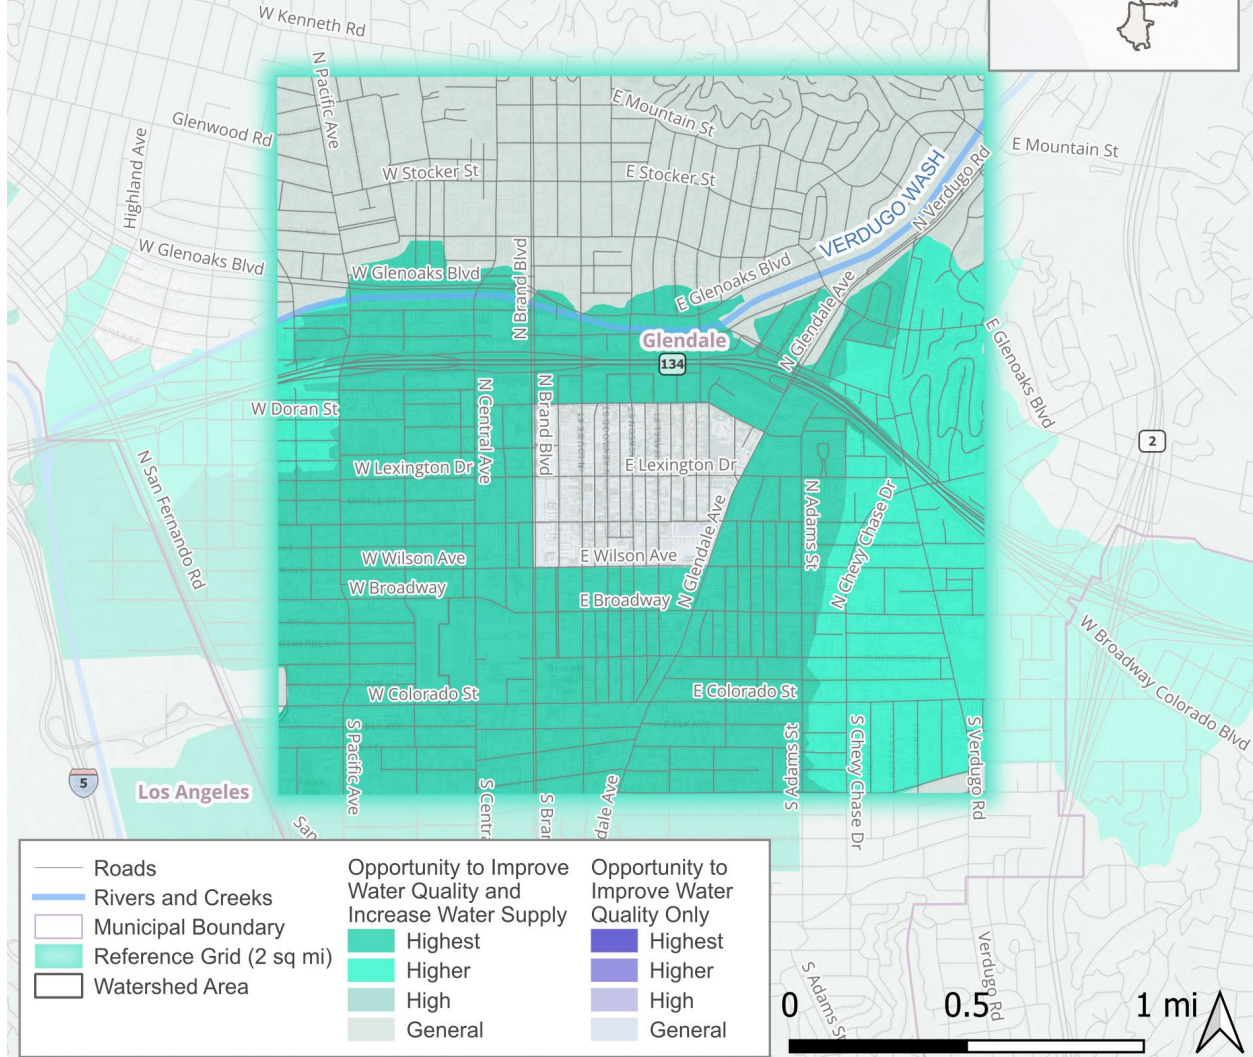 W Kenneth Rd
N Pacific Ave
Glenwood Rd
Highland Ave
E Mountain St
E Mountain St
W Stocker St
E Stocker St
VERDUGO WASH
N Verdugo Rd
W Glenoaks Blvd
W Glenoaks Blvd
N Brand Blvd
E Glenoaks Blvd
N Glendale Ave
E Glenoaks Blvd
Glendale
134
W Doran St
N Central Ave
N Brand Blvd
2
N San Fernando Rd
W Lexington Dr
E Lexington Dr
N Adams St
N Chevy Chase Dr
N Glendale Ave
W Wilson Ave
E Wilson Ave
W Broadway
E Broadway
W Broadway Colorado Blvd
W Colorado St
E Colorado St
S Pacific Ave
S Adams St
S Chevy Chase Dr
S Verdugo Rd
5
Los Angeles
S Centra
S Bran
dale Ave
San
Roads
Rivers and Creeks
Municipal Boundary
Reference Grid (2 sq mi)
Watershed Area
Opportunity to Improve
Water Quality and
Increase Water Supply
Highest
Higher
High
General
Opportunity to
Improve Water
Quality Only
Highest
Higher
High
General
S Adams St
Verdugo Rd
0 0.5 1 mi